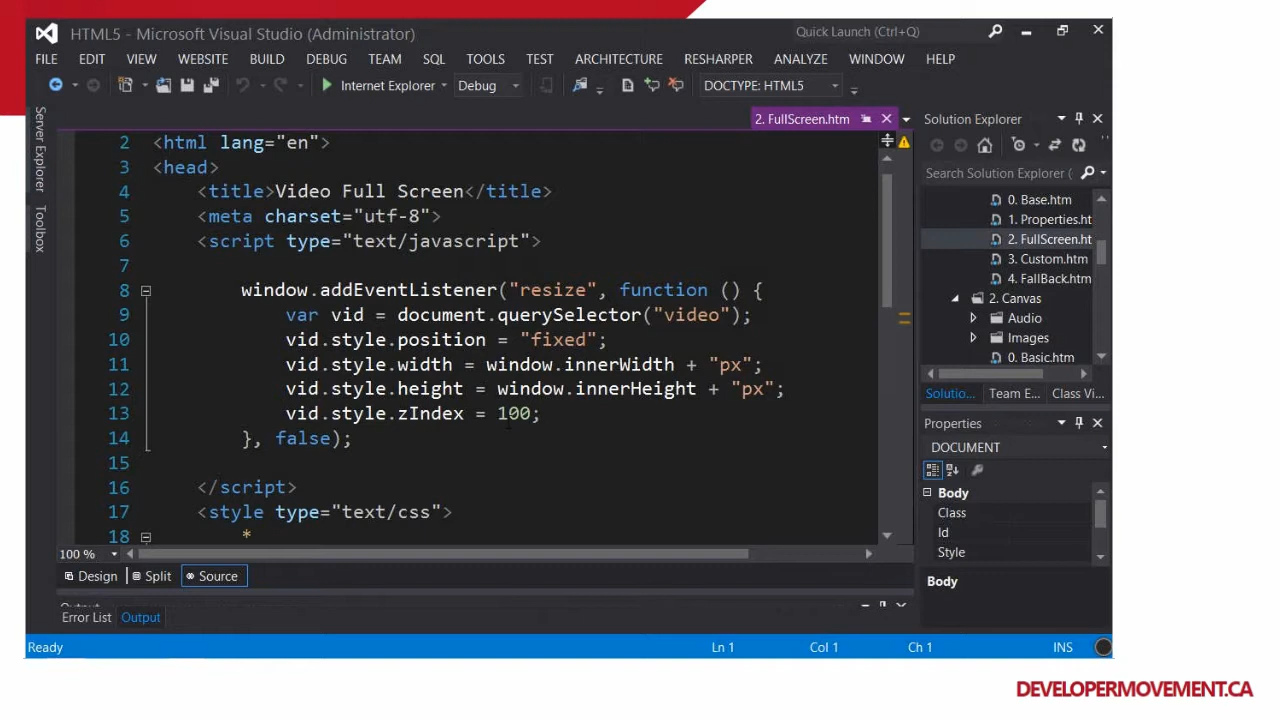 HTML5 - Microsoft Visual Studio (Administrator)
Quick Launch (Ctrl+Q)
FILE EDIT VIEW WEBSITE BUILD DEBUG TEAM SQL TOOLS TEST ARCHITECTURE RESHARPER ANALYZE WINDOW HELP
Internet Explorer Debug DOCTYPE: HTML5
Server Explorer
Toolbox
2. FullScreen.htm
2 <html lang="en">
3 <head>
4 <title>Video Full Screen</title>
5 <meta charset="utf-8">
6 <script type="text/javascript">
7
8 window.addEventListener("resize", function () {
9 var vid = document.querySelector("video");
10 vid.style.position = "fixed";
11 vid.style.width = window.innerWidth + "px";
12 vid.style.height = window.innerHeight + "px";
13 vid.style.zIndex = 100;
14 }, false);
15
16 </script>
17 <style type="text/css">
18 *
100 %
Design Split Source
Error List Output
Solution Explorer
Search Solution Explorer (
0. Base.htm
1. Properties.ht
2. FullScreen.ht
3. Custom.htm
4. FallBack.htm
2. Canvas
Audio
Images
0. Basic.htm
Solutio... Team E... Class Vi...
Properties
DOCUMENT
Body
Class
Id
Style
Body
Ready Ln 1 Col 1 Ch 1 INS
DEVELOPERMOVEMENT.CA